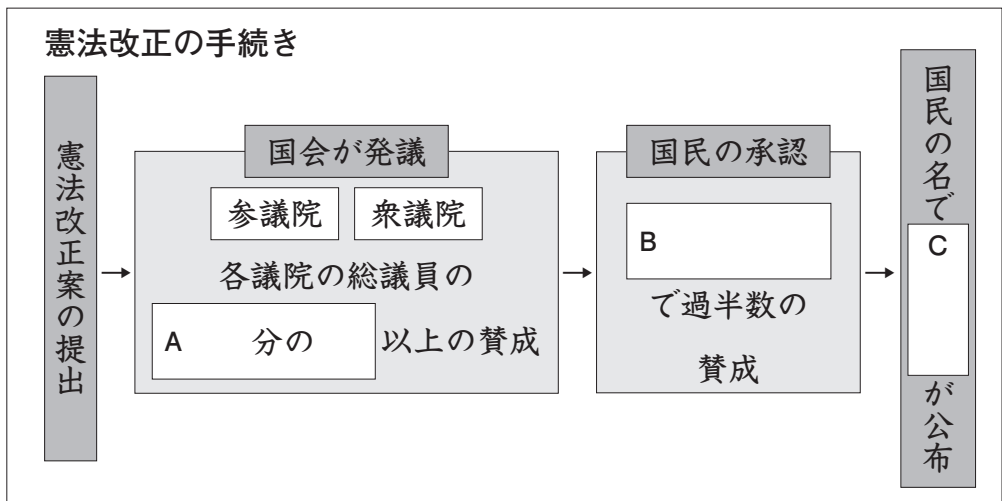 憲法改正の手続き
憲法改正案の提出
国会が発議
参議院
衆議院
各議院の総議員の
A 分の
以上の賛成
国民の承認
B
で過半数の
賛成
国民の名で
C
が公布